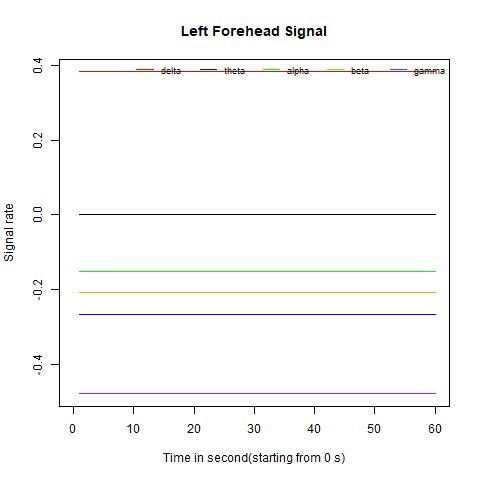 Left Forehead Signal
delta theta alpha beta gamma
0.4
0.2
0.0
-0.2
-0.4
Signal rate
0 10 20 30 40 50 60
Time in second(starting from 0 s)